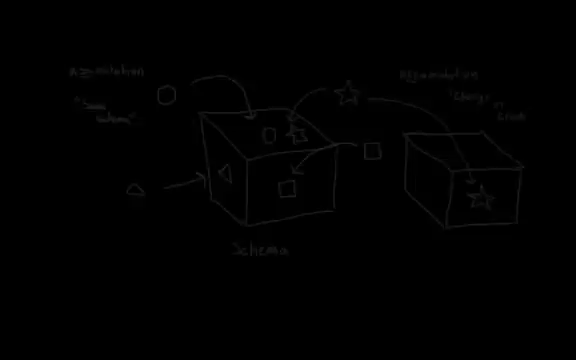 Assimilation
"Same
Schema"
Accommodation
"Change" or
Create
Schema